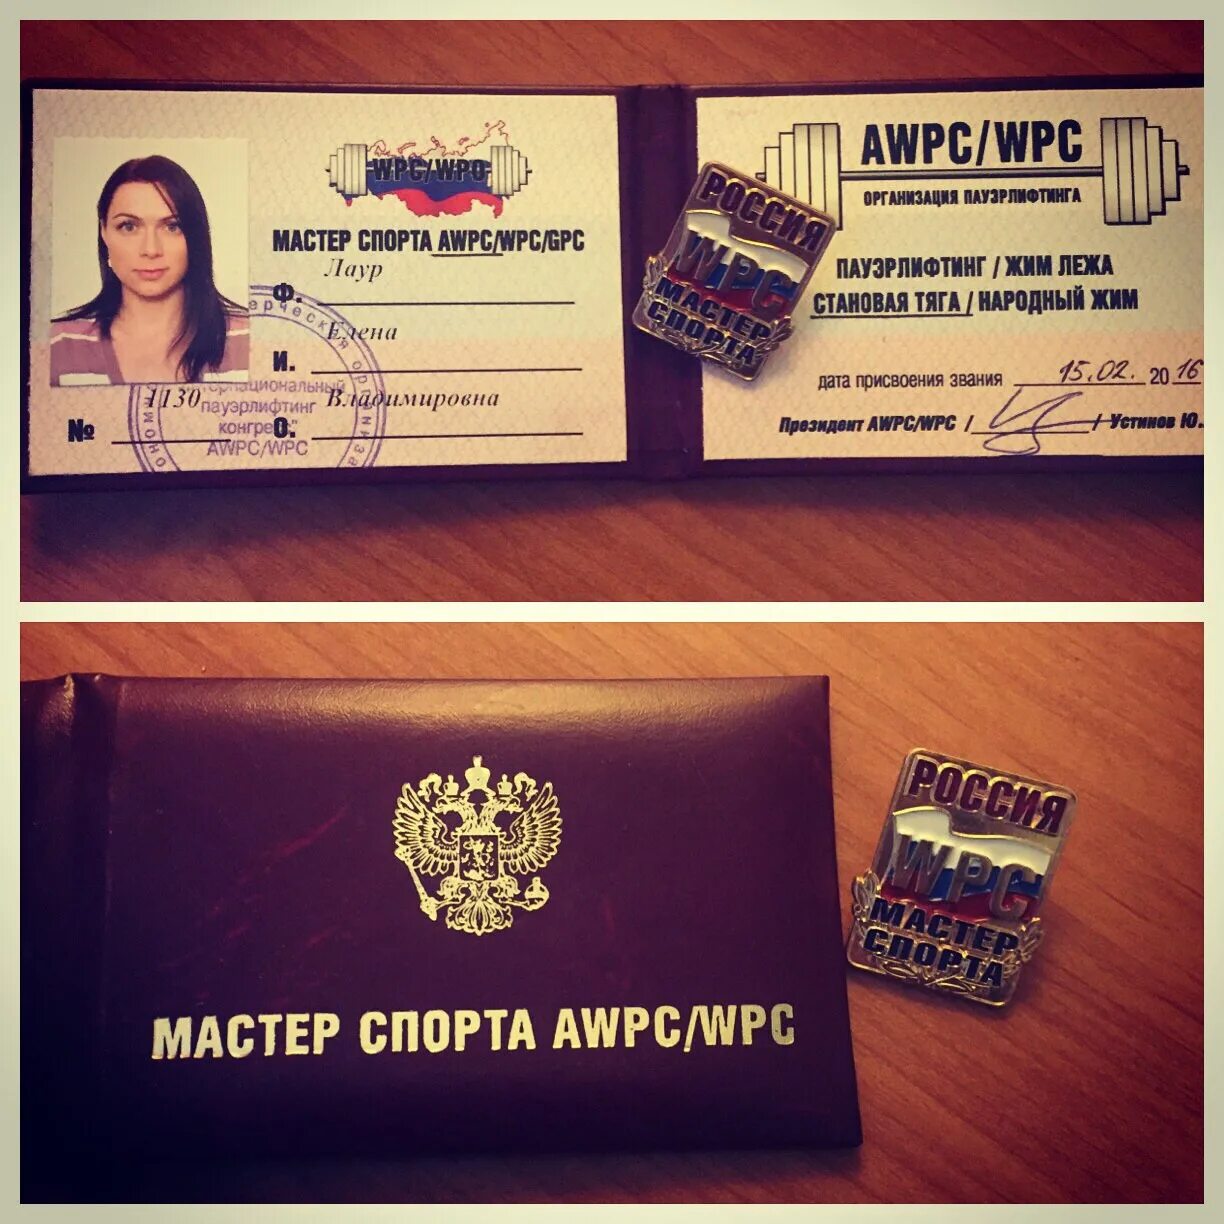 WPC/WPO
МАСТЕР СПОРТА AWPC/WPC/GPC
Лаур
Ф.
Елена
И.
Владимировна
О.
№ 1130
интернациональный
пауэрлифтинг
конгресс"
AWPC/WPC
РОССИЯ
WPC
МАСТЕР
СПОРТА
AWPC/WPC
ОРГАНИЗАЦИЯ ПАУЭРЛИФТИНГА
ПАУЭРЛИФТИНГ / ЖИМ ЛЕЖА
СТАНОВАЯ ТЯГА / НАРОДНЫЙ ЖИМ
дата присвоения звания 15.02. 2016
Президент AWPC/WPC / / Устинов Ю.
МАСТЕР СПОРТА AWPC/WPC
РОССИЯ
WPC
МАСТЕР
СПОРТА